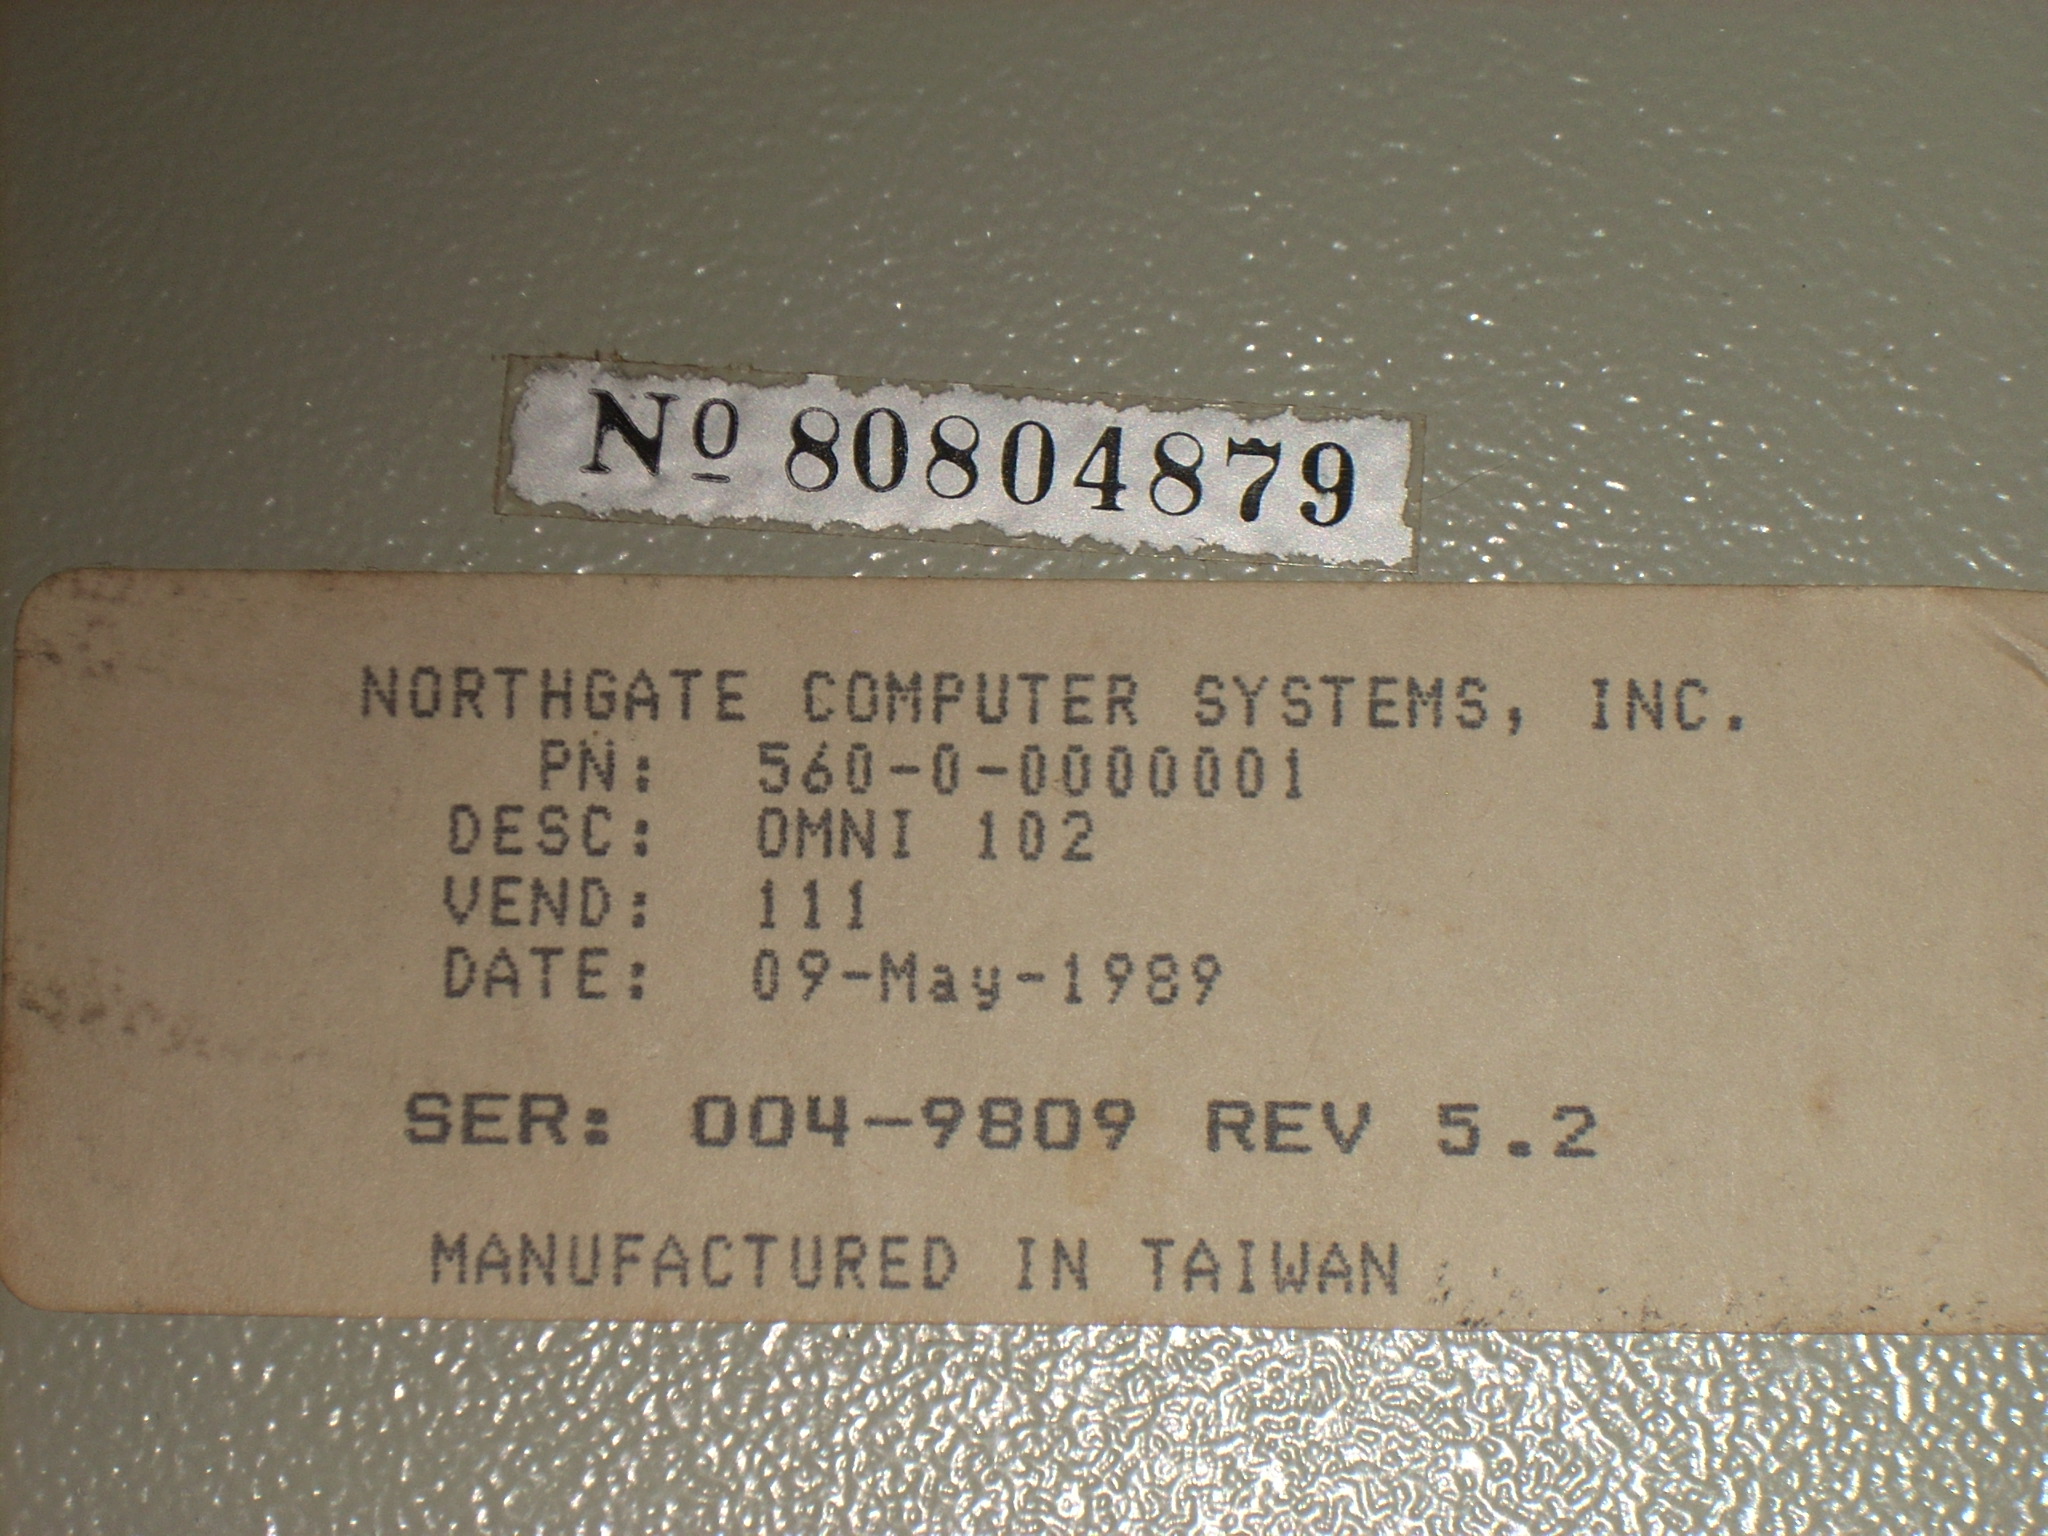 Nº 80804879
NORTHGATE COMPUTER SYSTEMS, INC.
PN: 560-0-0000001
DESC: OMNI 102
VEND: 111
DATE: 09-May-1989
SER: 004-9809 REV 5.2
MANUFACTURED IN TAIWAN